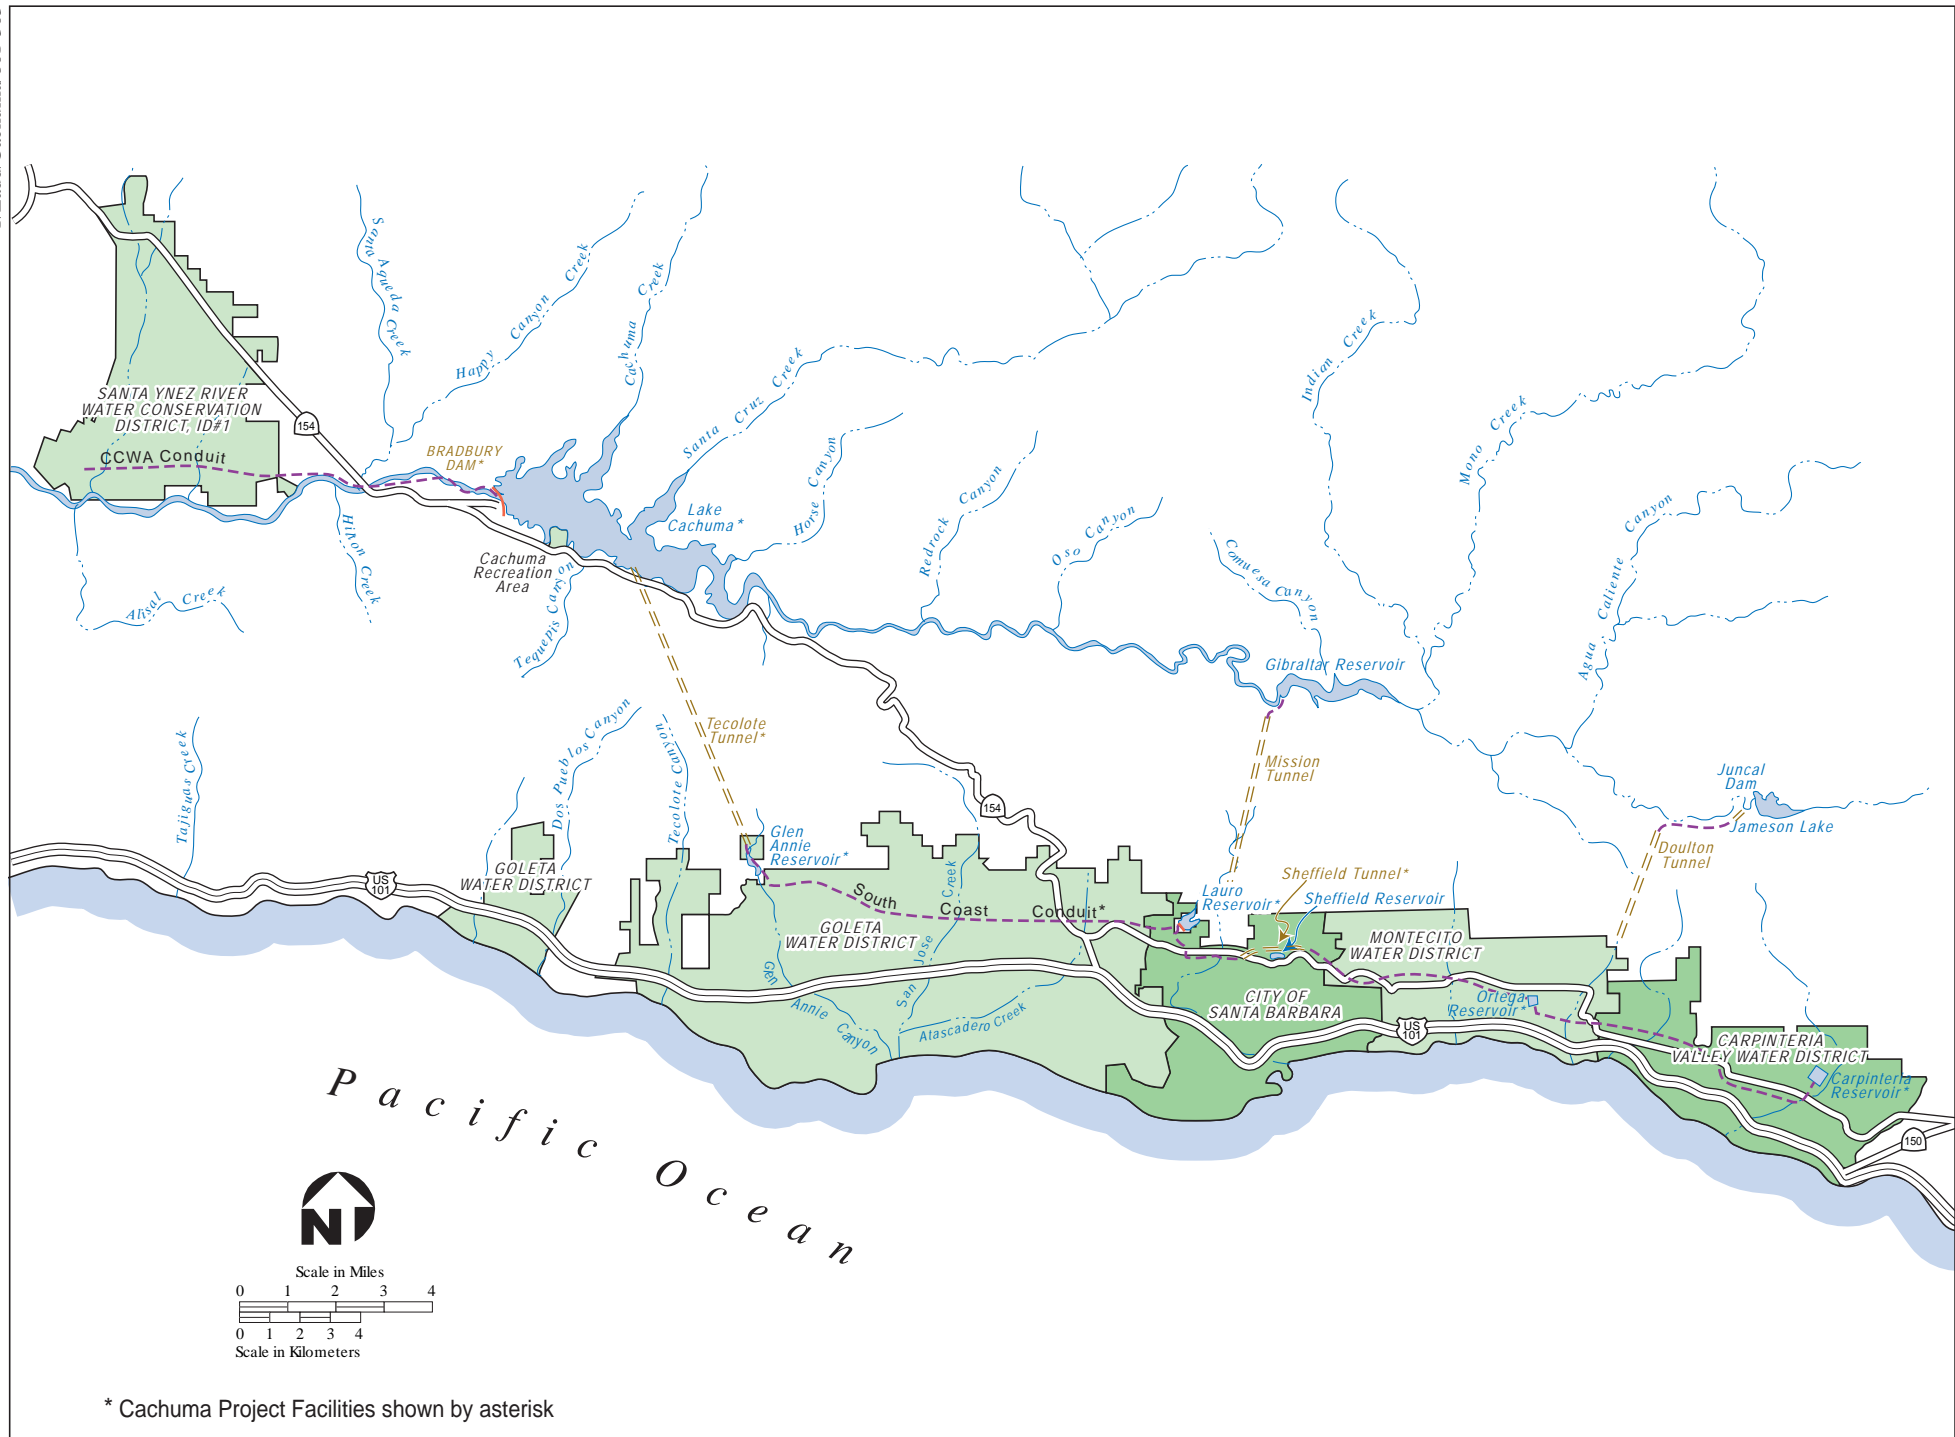 Santa Agueda Creek
Happy Canyon Creek
Cachuma Creek
Santa Cruz Creek
Indian Creek
Mono Creek
SANTA YNEZ RIVER
WATER CONSERVATION
DISTRICT, ID#1
154
CCWA Conduit
BRADBURY
DAM*
Lake
Cachuma*
Horse Canyon
Redrock Canyon
Oso Canyon
Comuesa Canyon
Agua Caliente Canyon
Hilton Creek
Alisal Creek
Cachuma
Recreation
Area
Tequepis Canyon
Gibraltar Reservoir
Tajiguas Creek
Dos Pueblos Canyon
Tecolote Canyon
Tecolote
Tunnel*
Mission
Tunnel
Juncal
Dam
Jameson Lake
Doulton
Tunnel
154
Glen
Annie
Reservoir*
GOLETA
WATER DISTRICT
US
101
South Coast Conduit*
Lauro
Reservoir*
Sheffield Tunnel*
Sheffield Reservoir
GOLETA
WATER DISTRICT
San Jose Creek
Glen Annie Canyon
Atascadero Creek
MONTECITO
WATER DISTRICT
CITY OF
SANTA BARBARA
Ortega
Reservoir*
US
101
CARPINTERIA
VALLEY WATER DISTRICT
Carpinteria
Reservoir*
150
Pacific Ocean
N
Scale in Miles
0 1 2 3 4
0 1 2 3 4
Scale in Kilometers
* Cachuma Project Facilities shown by asterisk